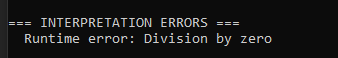 === INTERPRETATION ERRORS ===
Runtime error: Division by zero